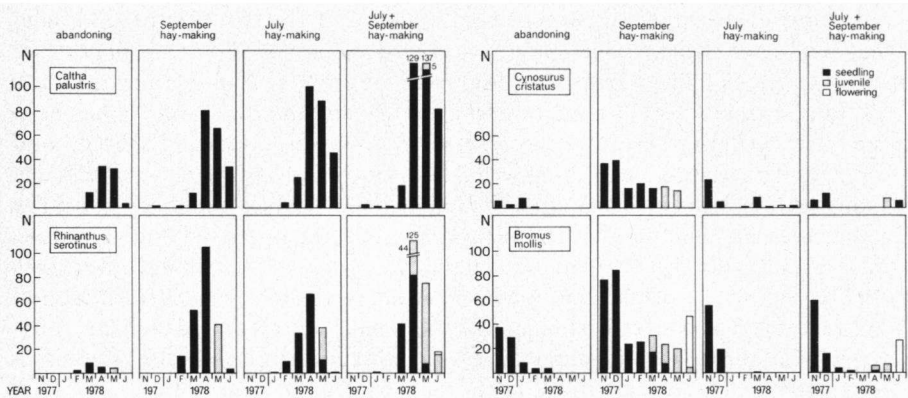 abandoning
September hay-making
July hay-making
July + September hay-making
abandoning
September hay-making
July hay-making
July + September hay-making
N
100
80
60
40
20
Caltha palustris
129
137
5
N
60
40
20
Cynosurus cristatus
seedling
juvenile
flowering
N
100
80
60
40
20
Rhinanthus serotinus
125
44
N
100
80
60
40
20
Bromus mollis
N D J F M A M J
N D J F M A M J
N D J F M A M J
N D J F M A M J
N D J F M A M J
N D J F M A M J
N D J F M A M J
N D J F M A M J
YEAR 1977 1978
197 1978
1977 1978
1977 1978
1977 1978
1977 1978
1977 1978
1977 1978